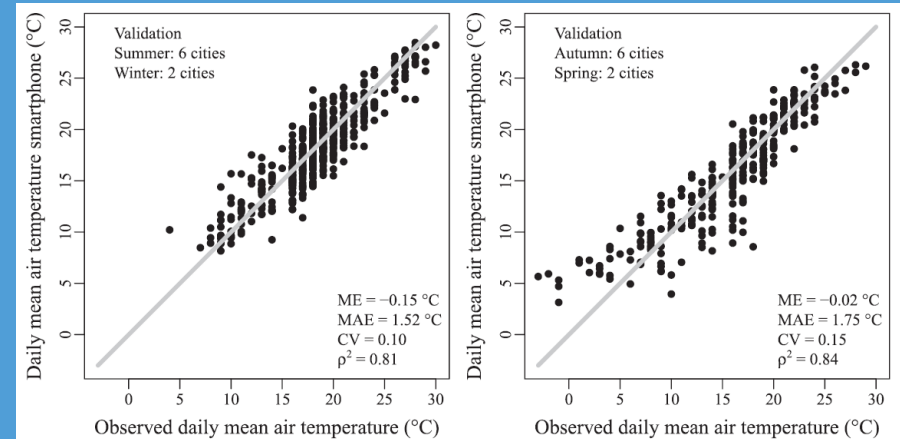 Daily mean air temperature smartphone (°C)
30
25
20
15
10
5
0
Validation
Summer: 6 cities
Winter: 2 cities
ME = −0.15 °C
MAE = 1.52 °C
CV = 0.10
ρ² = 0.81
0 5 10 15 20 25 30
Observed daily mean air temperature (°C)
Daily mean air temperature smartphone (°C)
30
25
20
15
10
5
0
Validation
Autumn: 6 cities
Spring: 2 cities
ME = −0.02 °C
MAE = 1.75 °C
CV = 0.15
ρ² = 0.84
0 5 10 15 20 25 30
Observed daily mean air temperature (°C)